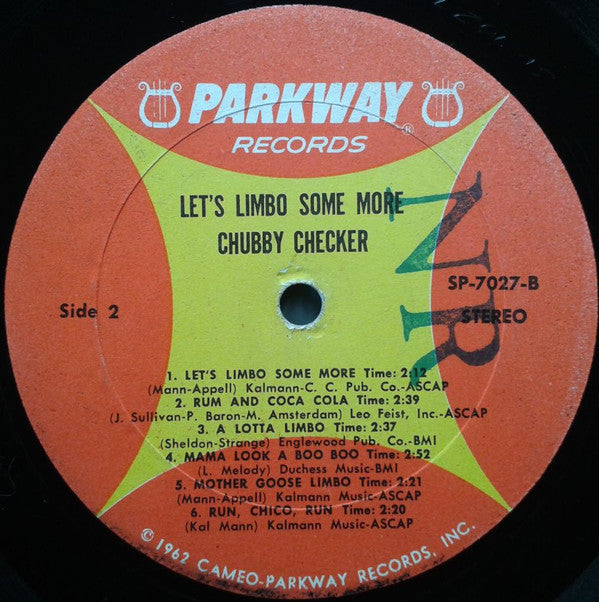 PARKWAY®
RECORDS
LET'S LIMBO SOME MORE
CHUBBY CHECKER
Side 2
SP-7027-B
STEREO
NR
1. LET'S LIMBO SOME MORE Time: 2:12
(Mann-Appell) Kalmann-C. C. Pub. Co.-ASCAP
2. RUM AND COCA COLA Time: 2:39
(J. Sullivan-P. Baron-M. Amsterdam) Leo Feist, Inc.-ASCAP
3. A LOTTA LIMBO Time: 2:37
(Sheldon-Strange) Englewood Pub. Co.-BMI
4. MAMA LOOK A BOO BOO Time: 2:52
(L. Melody) Duchess Music-BMI
5. MOTHER GOOSE LIMBO Time: 2:21
(Mann-Appell) Kalmann Music-ASCAP
6. RUN, CHICO, RUN Time: 2:20
(Kal Mann) Kalmann Music-ASCAP
© 1962 CAMEO-PARKWAY RECORDS, INC.